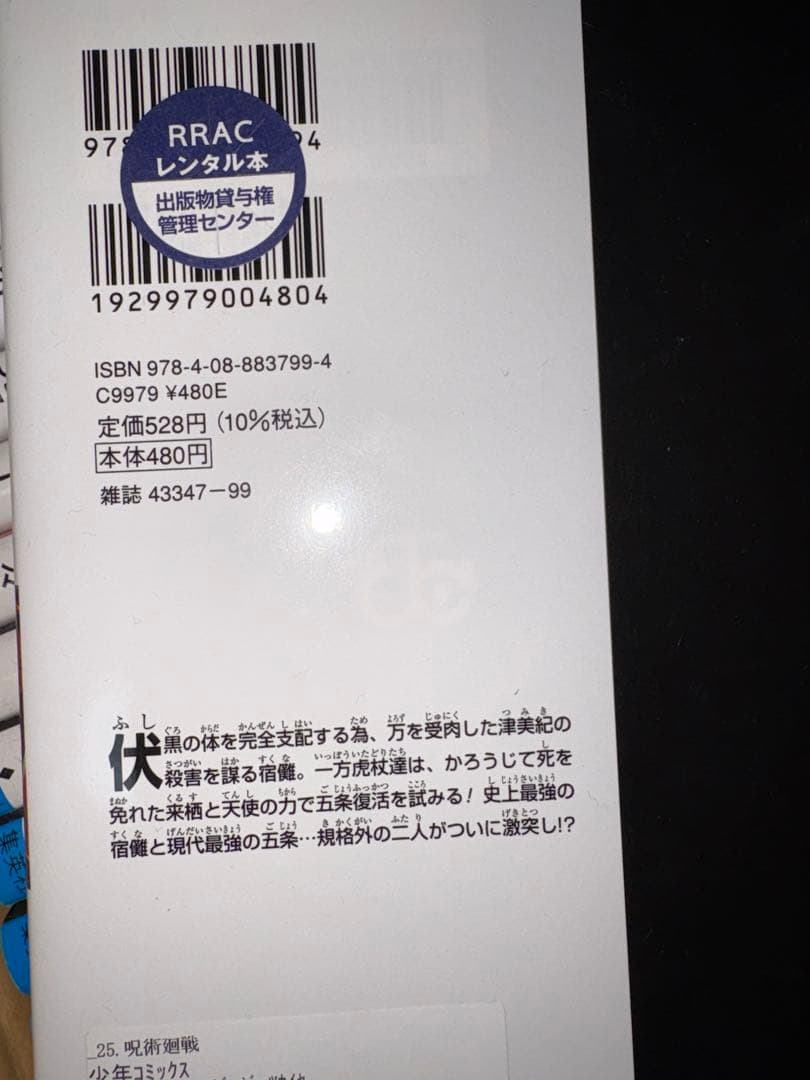 978
94
RRAC
レンタル本
出版物貸与権
管理センター
1929979004804
ISBN 978-4-08-883799-4
C9979 ¥480E
定価528円(10%税込)
本体480円
雑誌 43347-99
伏黒の体を完全支配する為、万を受肉した津美紀の
殺害を謀る宿儺。一方虎杖達は、かろうじて死を
免れた来栖と天使の力で五条復活を試みる! 史上最強の
宿儺と現代最強の五条…規格外の二人がついに激突し!?
25. 呪術廻戦
少年コミックス
集英社